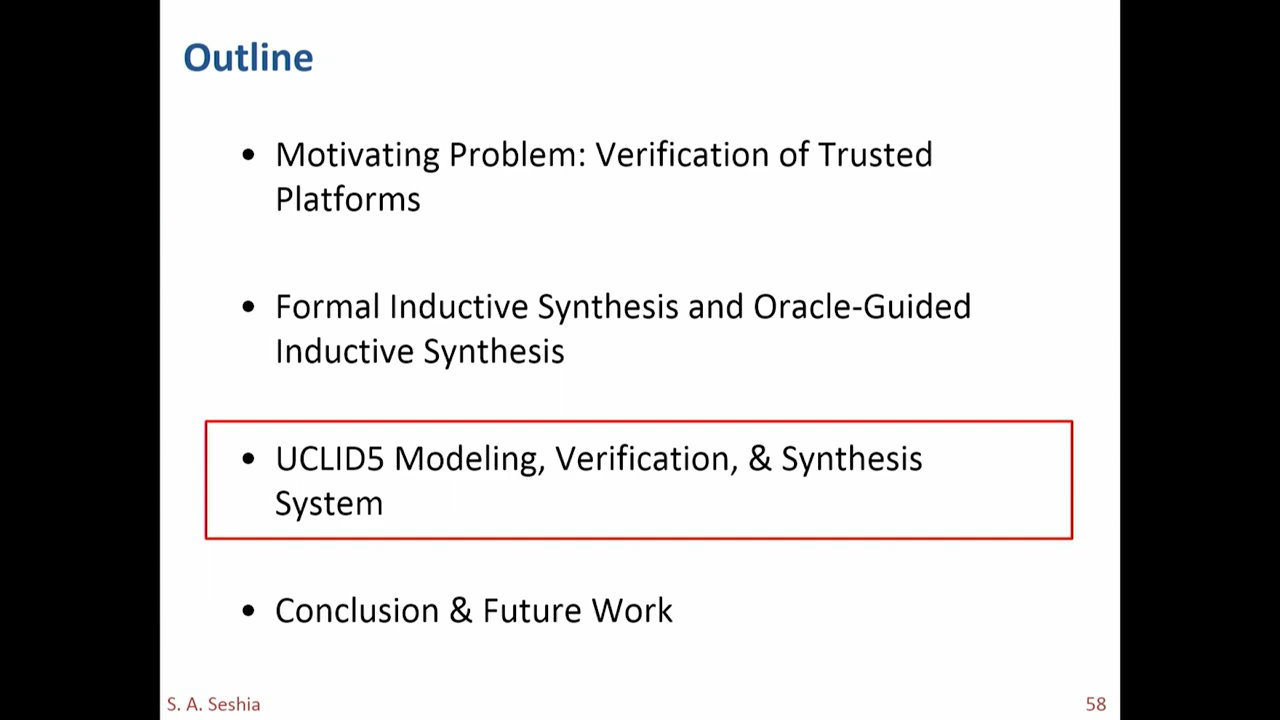 Outline
• Motivating Problem: Verification of Trusted
Platforms
• Formal Inductive Synthesis and Oracle-Guided
Inductive Synthesis
• UCLID5 Modeling, Verification, & Synthesis
System
• Conclusion & Future Work
S. A. Seshia
58